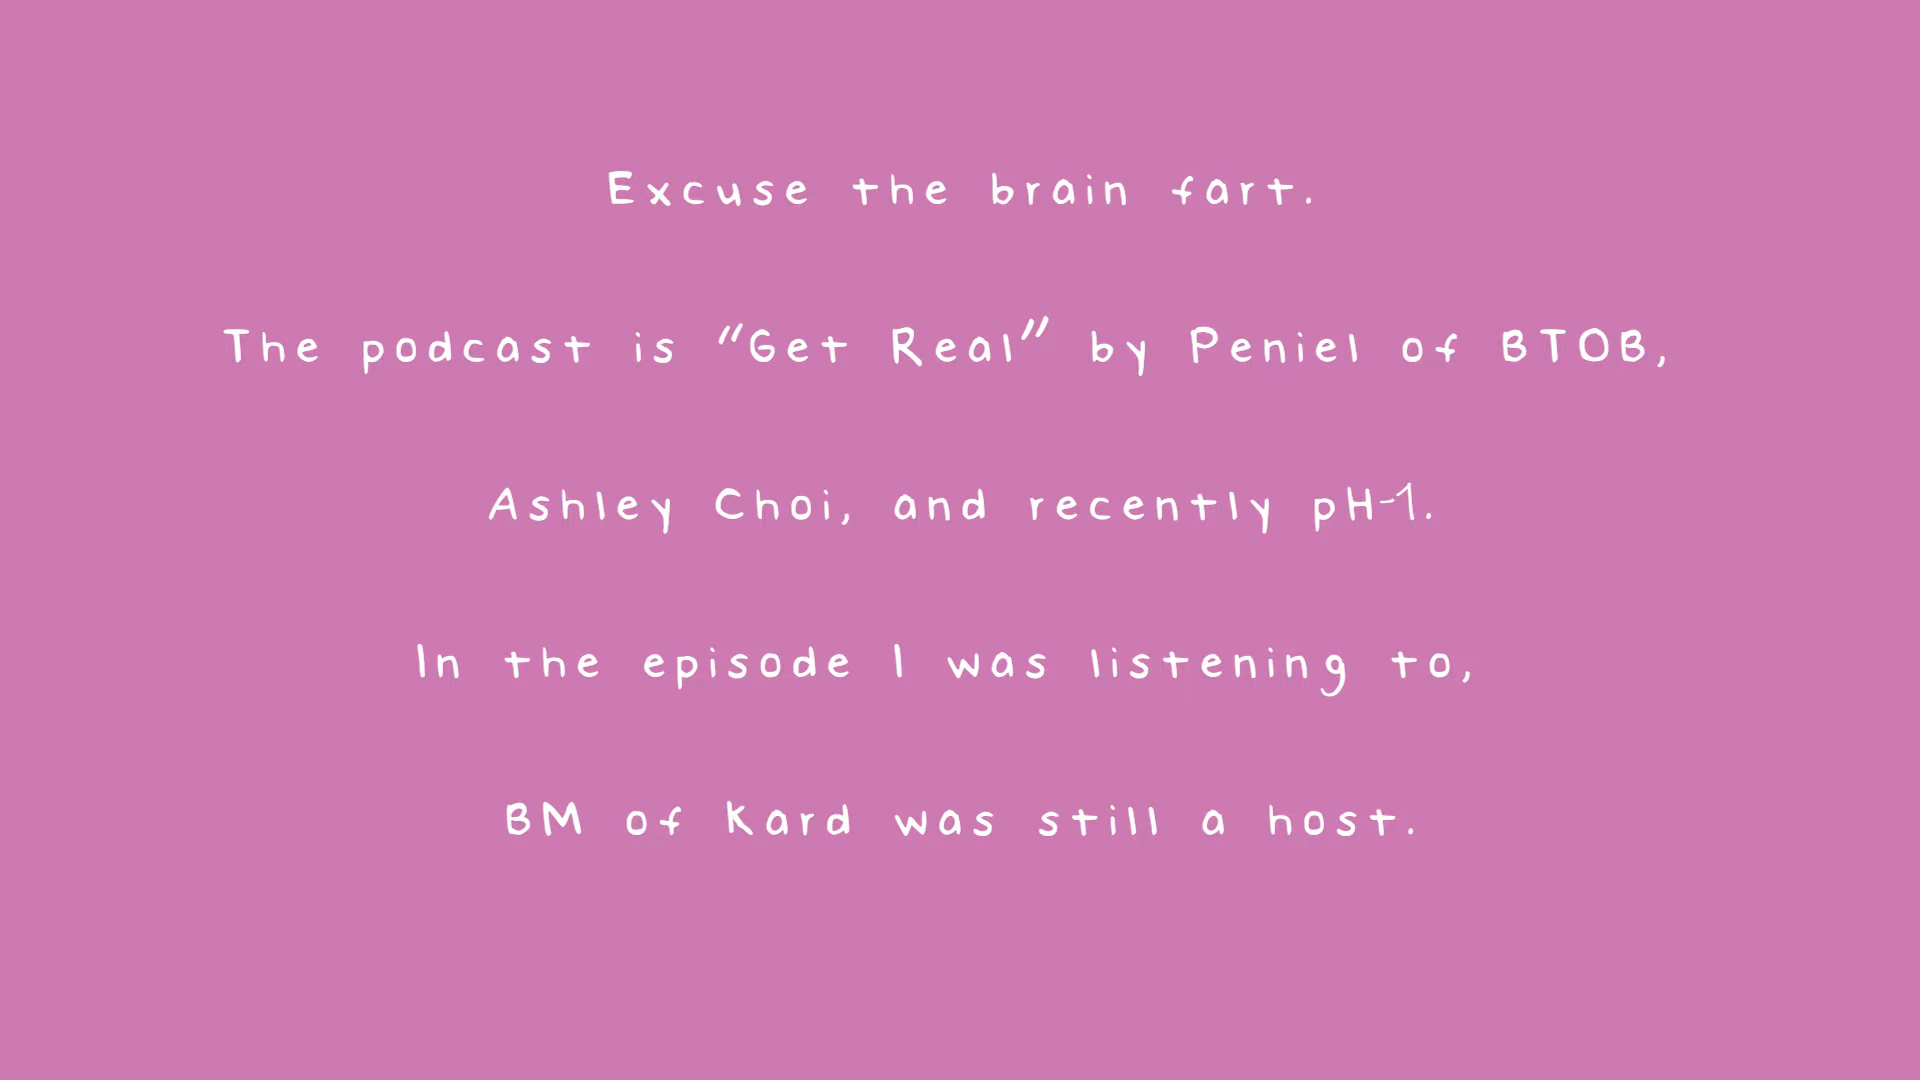 Excuse the brain fart.
The podcast is "Get Real" by Peniel of BTOB,
Ashley Choi, and recently pH-1.
In the episode I was listening to,
BM of Kard was still a host.